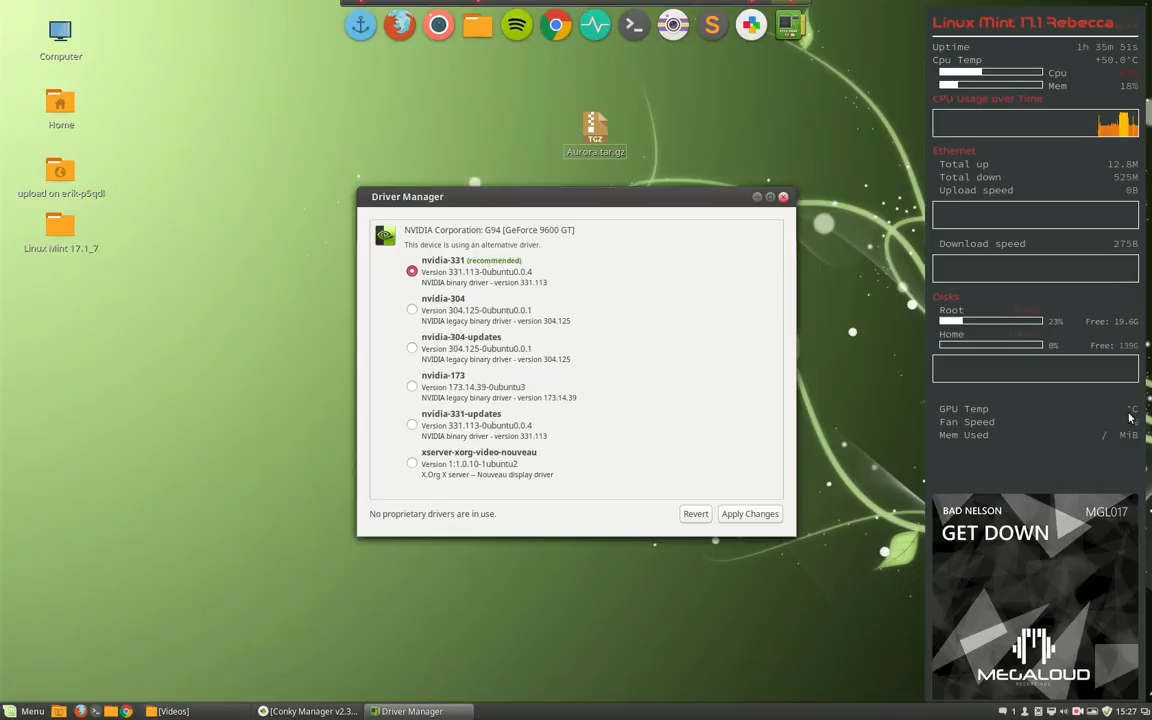 Computer
Home
upload on erik-p5qdl
Linux Mint 17.1_7
TGZ
Aurora.tar.gz
Driver Manager
NVIDIA Corporation: G94 [GeForce 9600 GT]
This device is using an alternative driver.
nvidia-331 (recommended)
Version 331.113-0ubuntu0.0.4
NVIDIA binary driver - version 331.113
nvidia-304
Version 304.125-0ubuntu0.0.1
NVIDIA legacy binary driver - version 304.125
nvidia-304-updates
Version 304.125-0ubuntu0.0.1
NVIDIA legacy binary driver - version 304.125
nvidia-173
Version 173.14.39-0ubuntu3
NVIDIA legacy binary driver - version 173.14.39
nvidia-331-updates
Version 331.113-0ubuntu0.0.4
NVIDIA binary driver - version 331.113
xserver-xorg-video-nouveau
Version 1:1.0.10-1ubuntu2
X.Org X server -- Nouveau display driver
No proprietary drivers are in use.
Revert
Apply Changes
Linux Mint 17.1 Rebecca
Uptime 1h 35m 51s
Cpu Temp +50.0°C
Cpu
Mem 18%
CPU Usage over Time
Ethernet
Total up 12.8M
Total down 525M
Upload speed 0B
Download speed 275B
Disks
Root
23% Free: 19.6G
Home
0% Free: 139G
GPU Temp °C
Fan Speed
Mem Used / MiB
BAD NELSON MGL017
GET DOWN
MEGALOUD
Menu
[Videos]
[Conky Manager v2.3...
Driver Manager
1
15:27